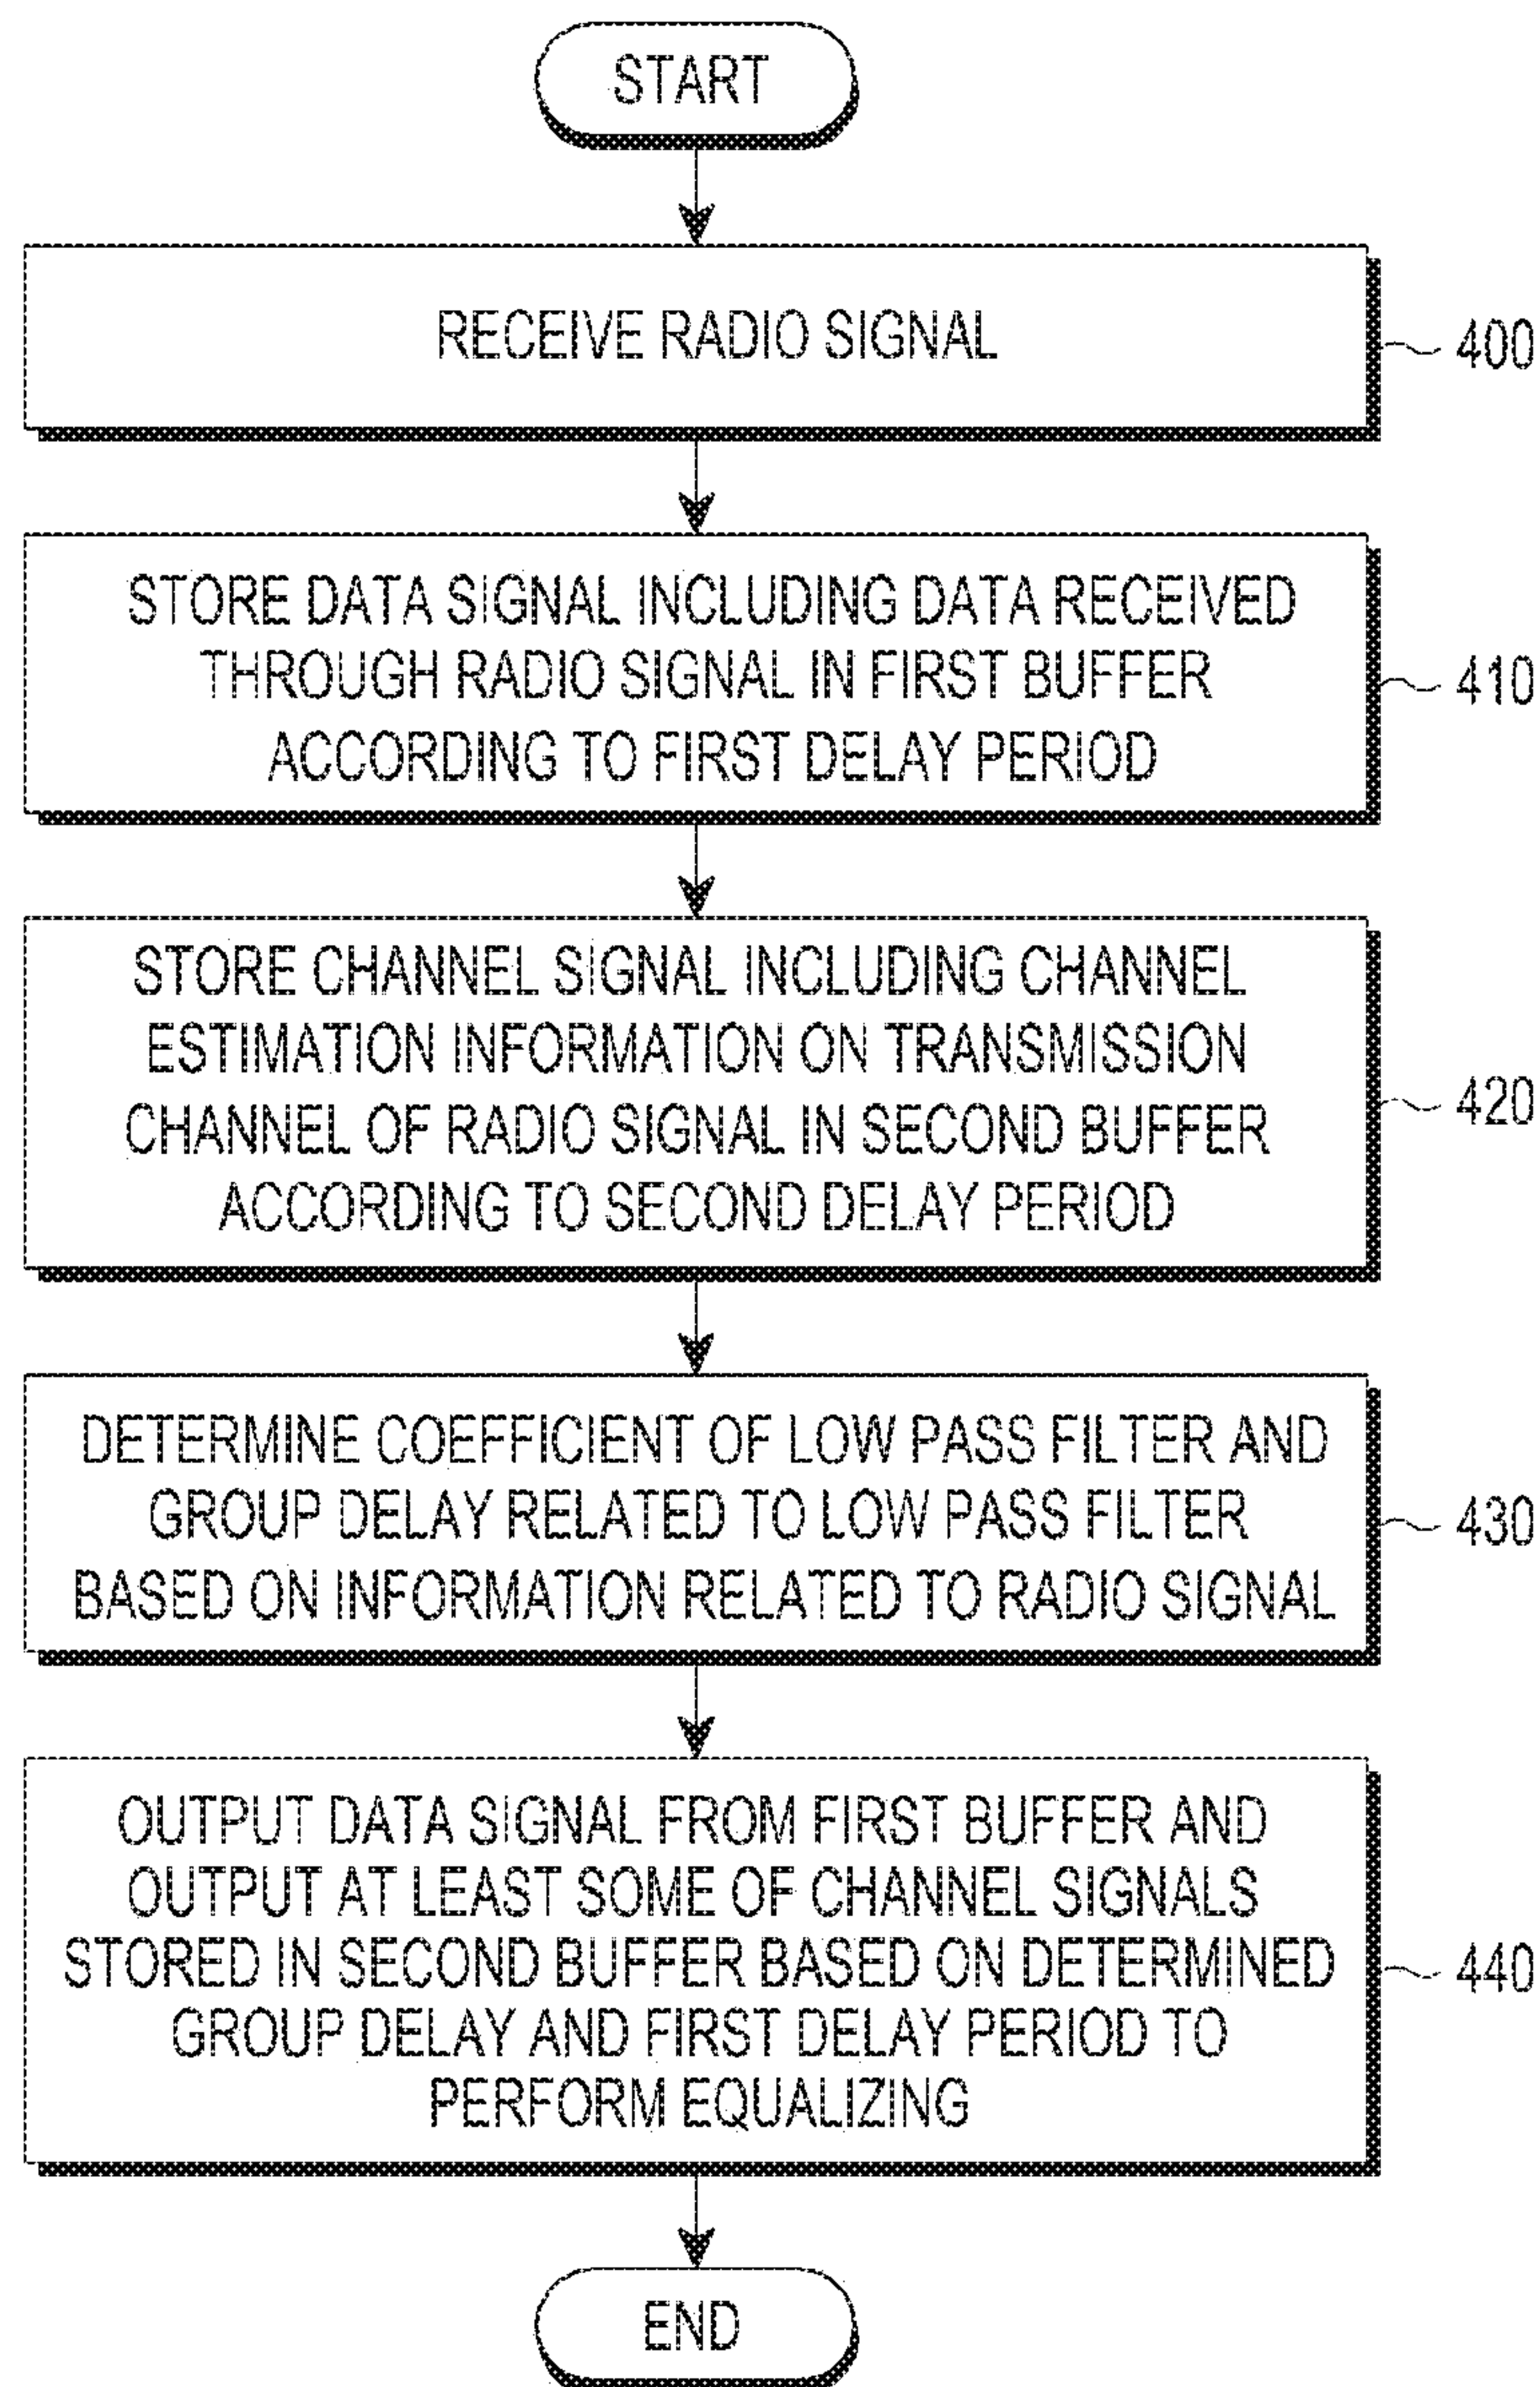 START
RECEIVE RADIO SIGNAL
400
STORE DATA SIGNAL INCLUDING DATA RECEIVED
THROUGH RADIO SIGNAL IN FIRST BUFFER
ACCORDING TO FIRST DELAY PERIOD
410
STORE CHANNEL SIGNAL INCLUDING CHANNEL
ESTIMATION INFORMATION ON TRANSMISSION
CHANNEL OF RADIO SIGNAL IN SECOND BUFFER
ACCORDING TO SECOND DELAY PERIOD
420
DETERMINE COEFFICIENT OF LOW PASS FILTER AND
GROUP DELAY RELATED TO LOW PASS FILTER
BASED ON INFORMATION RELATED TO RADIO SIGNAL
430
OUTPUT DATA SIGNAL FROM FIRST BUFFER AND
OUTPUT AT LEAST SOME OF CHANNEL SIGNALS
STORED IN SECOND BUFFER BASED ON DETERMINED
GROUP DELAY AND FIRST DELAY PERIOD TO
PERFORM EQUALIZING
440
END